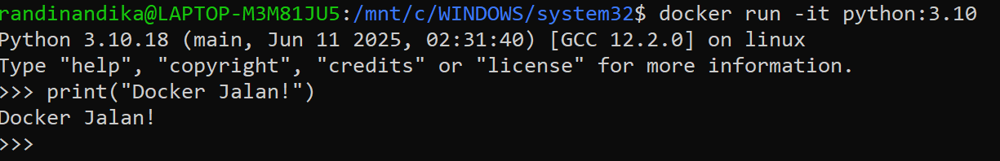 randinandika@LAPTOP-M3M81JU5:/mnt/c/WINDOWS/system32$ docker run -it python:3.10
Python 3.10.18 (main, Jun 11 2025, 02:31:40) [GCC 12.2.0] on linux
Type "help", "copyright", "credits" or "license" for more information.
>>> print("Docker Jalan!")
Docker Jalan!
>>>